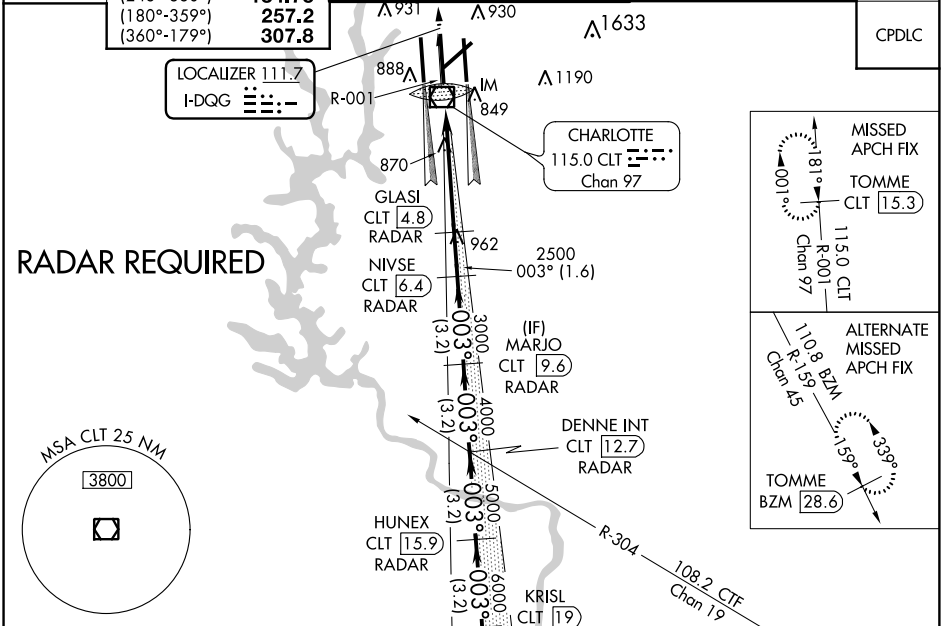 (180°-359°) 257.2
(360°-179°) 307.8
931
930
1633
CPDLC
LOCALIZER 111.7
I-DQG
R-001
888
IM
849
1190
870
CHARLOTTE
115.0 CLT
Chan 97
GLASI
CLT 4.8
RADAR
962
2500
003° (1.6)
RADAR REQUIRED
NIVSE
CLT 6.4
RADAR
003°
3000
(3.2)
(IF)
MARJO
CLT 9.6
RADAR
003°
4000
(3.2)
DENNE INT
CLT 12.7
RADAR
003°
5000
(3.2)
HUNEX
CLT 15.9
RADAR
003°
6000
(3.2)
KRISL
CLT 19
R-304
108.2 CTF
Chan 19
MSA CLT 25 NM
3800
MISSED
APCH FIX
TOMME
CLT 15.3
181°
001°
115.0 CLT
R-001
Chan 97
ALTERNATE
MISSED
APCH FIX
110.8 BZM
R-159
Chan 45
159°
339°
TOMME
BZM 28.6